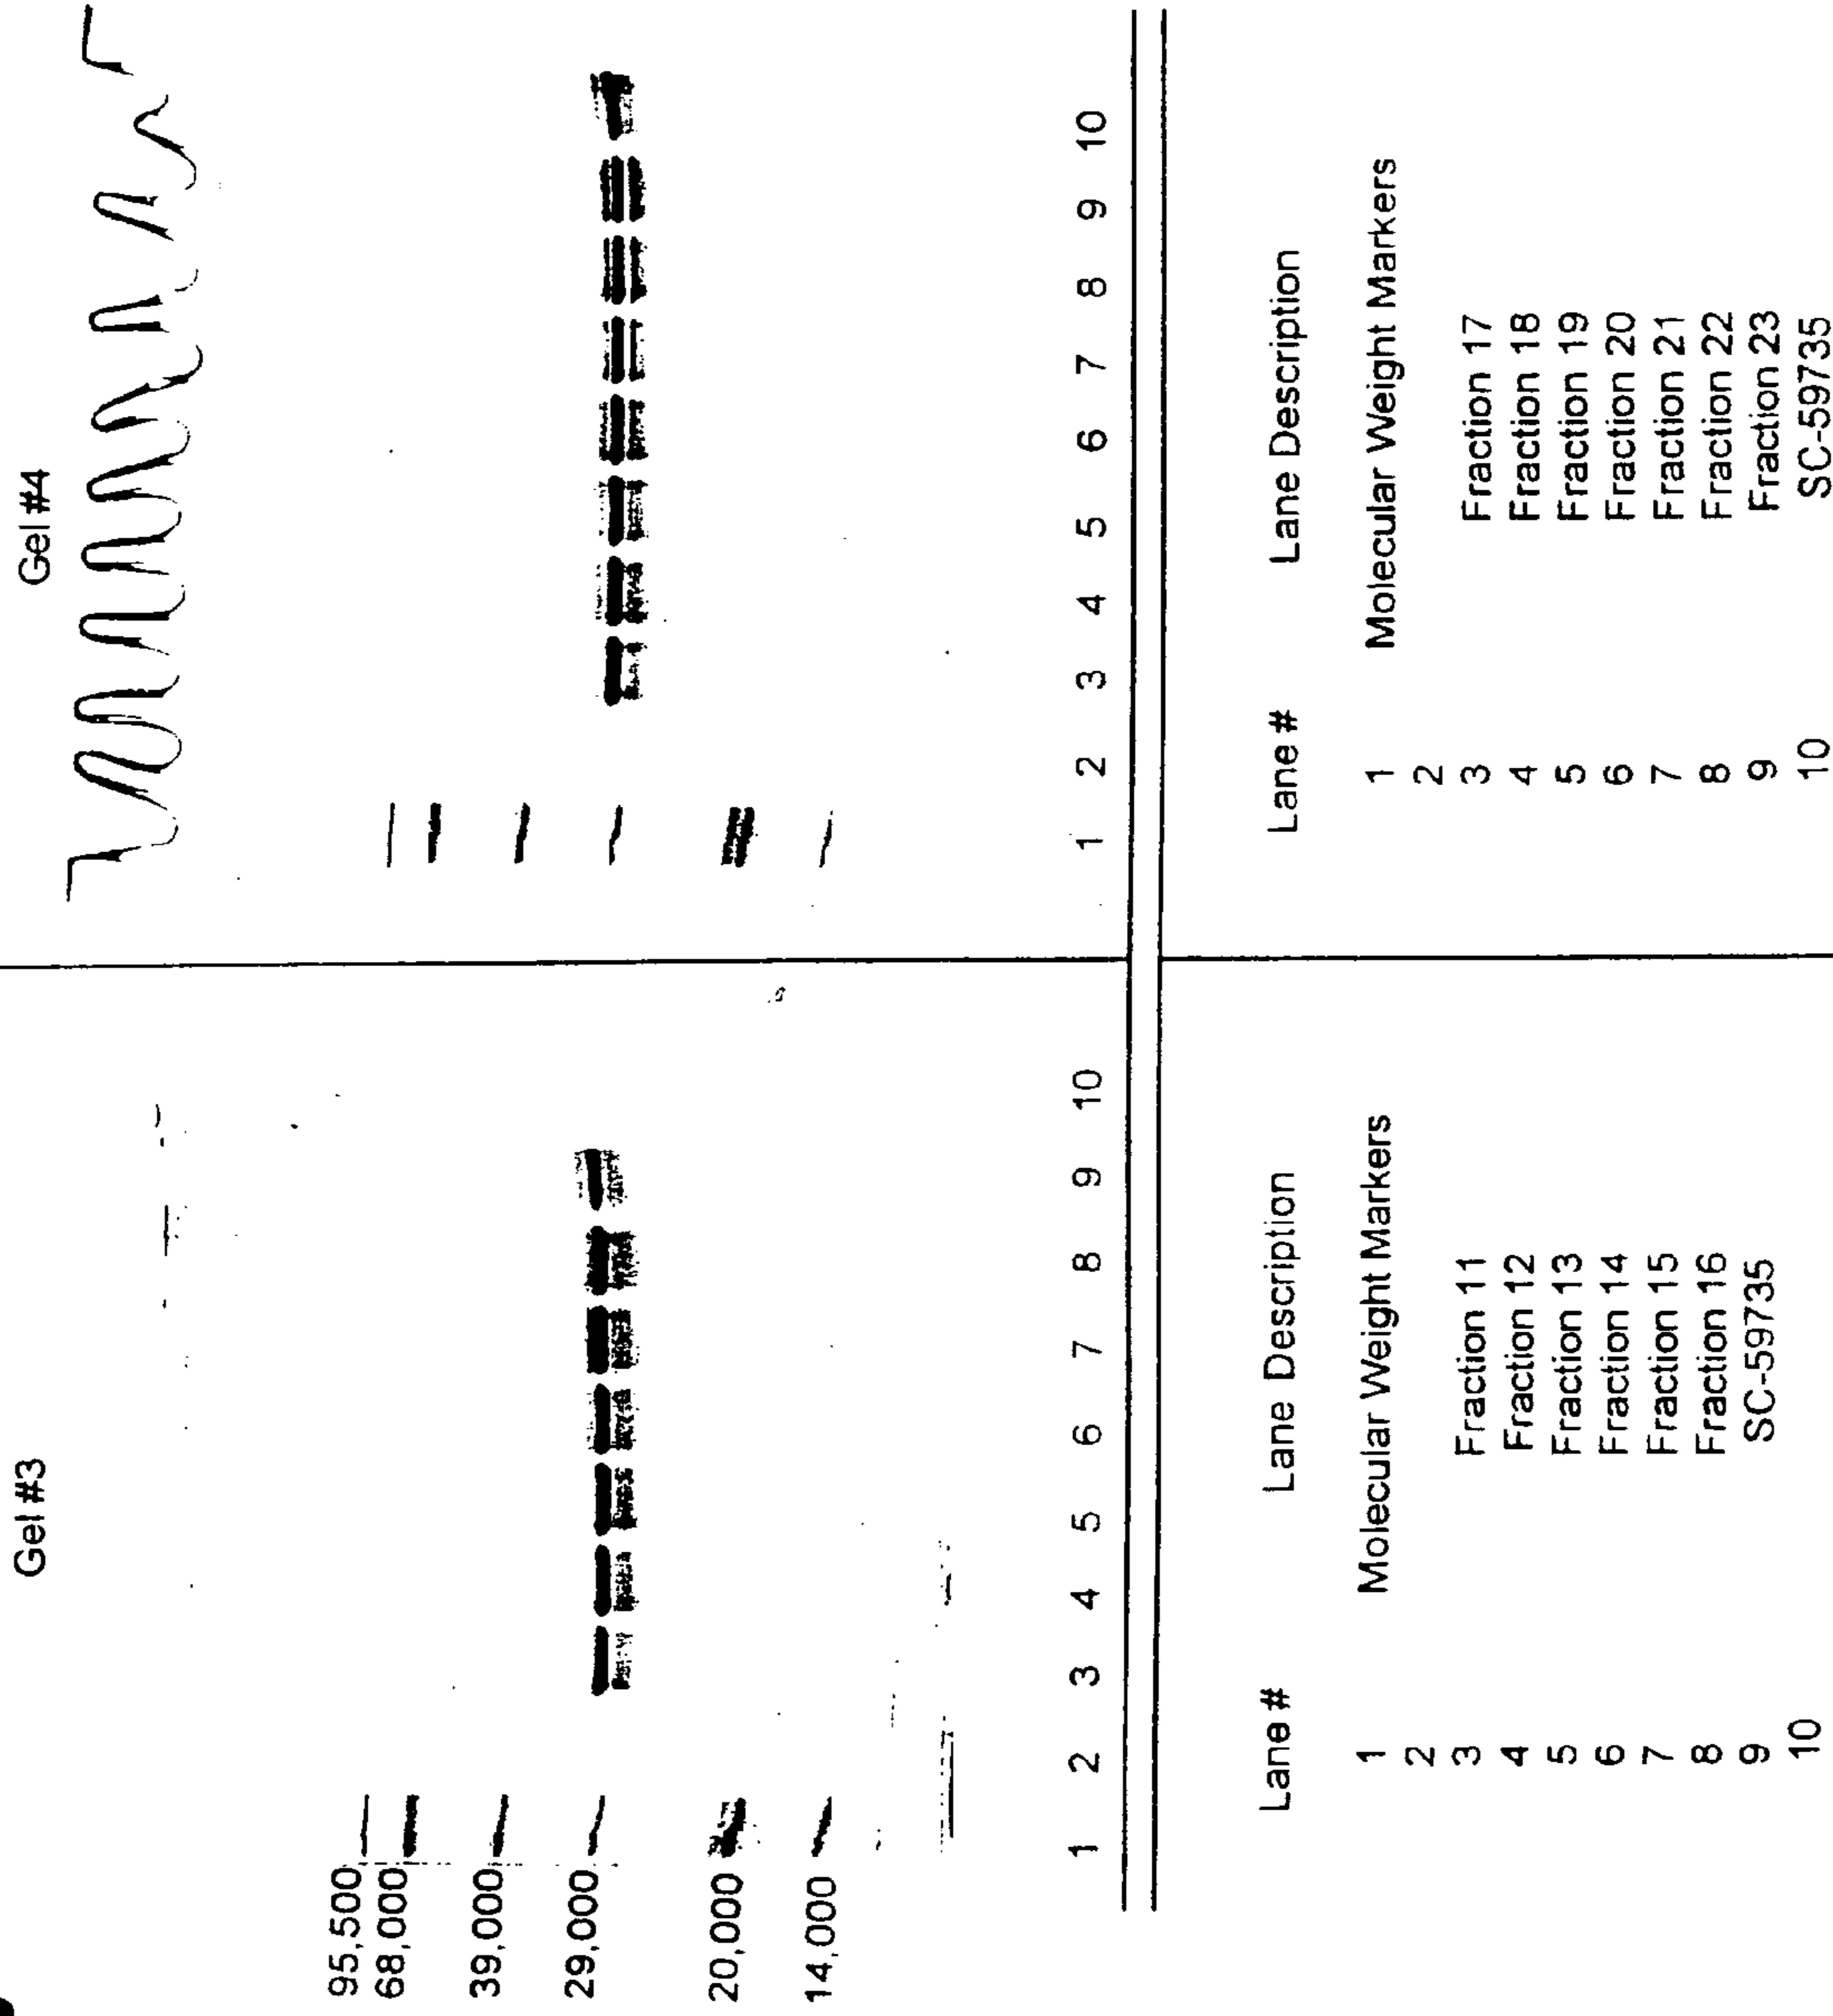 Gel #3
95,500
68,000
39,000
29,000
20,000
14,000
1 2 3 4 5 6 7 8 9 10
Lane # Lane Description
1 Molecular Weight Markers
2
3 Fraction 11
4 Fraction 12
5 Fraction 13
6 Fraction 14
7 Fraction 15
8 Fraction 16
9 SC-59735
10
Gel #4
1 2 3 4 5 6 7 8 9 10
Lane # Lane Description
1 Molecular Weight Markers
2
3 Fraction 17
4 Fraction 18
5 Fraction 19
6 Fraction 20
7 Fraction 21
8 Fraction 22
9 Fraction 23
10 SC-59735